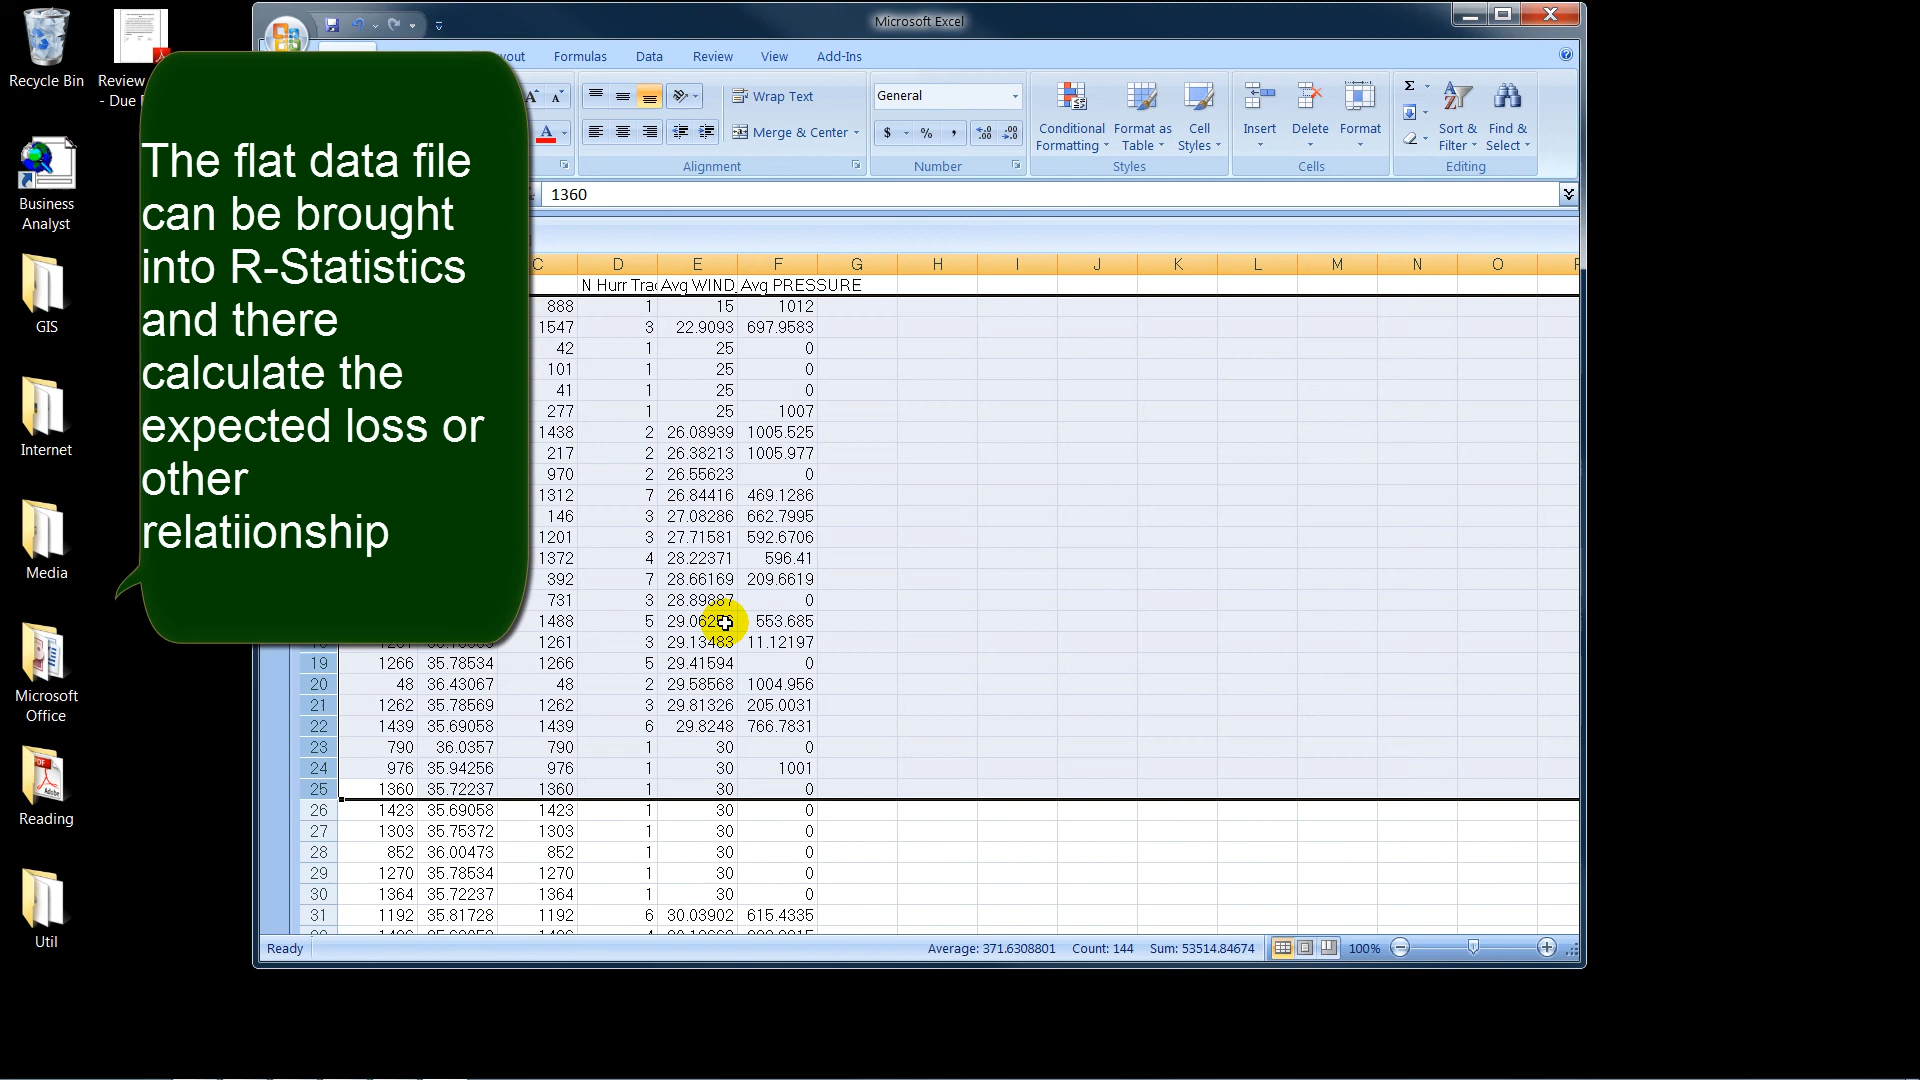 Microsoft Excel
Recycle Bin
Review
- Due
Business
Analyst
GIS
Internet
Media
Microsoft
Office
Reading
Util
The flat data file
can be brought
into R-Statistics
and there
calculate the
expected loss or
other
relatiionship
Formulas Data Review View Add-Ins
Wrap Text
Merge & Center
General
$ % ,
Conditional Formatting
Format as Table
Cell Styles
Insert Delete Format
Sort & Filter
Find & Select
Alignment Number Styles Cells Editing
1360
C D E F G H I J K L M N O
Avg WIND Avg PRESSURE
888 1 15 1012
1547 3 22.9093 697.9583
42 1 25 0
101 1 25 0
41 1 25 0
277 1 25 1007
1438 2 26.08939 1005.525
217 2 26.38213 1005.977
970 2 26.55623 0
1312 7 26.84416 469.1286
146 3 27.08286 662.7995
1201 3 27.71581 592.6706
1372 4 28.22371 596.41
392 7 28.66169 209.6619
731 3 28.89887 0
1488 5 553.685
1261 3 29.13483 11.12197
19 1266 35.78534 1266 5 29.41594 0
20 48 36.43067 48 2 29.58568 1004.956
21 1262 35.78569 1262 3 29.81326 205.0031
22 1439 35.69058 1439 6 29.8248 766.7831
23 790 36.0357 790 1 30 0
24 976 35.94256 976 1 30 1001
25 1360 35.72237 1360 1 30 0
26 1423 35.69058 1423 1 30 0
27 1303 35.75372 1303 1 30 0
28 852 36.00473 852 1 30 0
29 1270 35.78534 1270 1 30 0
30 1364 35.72237 1364 1 30 0
31 1192 35.81728 1192 6 30.03902 615.4335
Ready
Average: 371.6308801 Count: 144 Sum: 53514.84674
100%